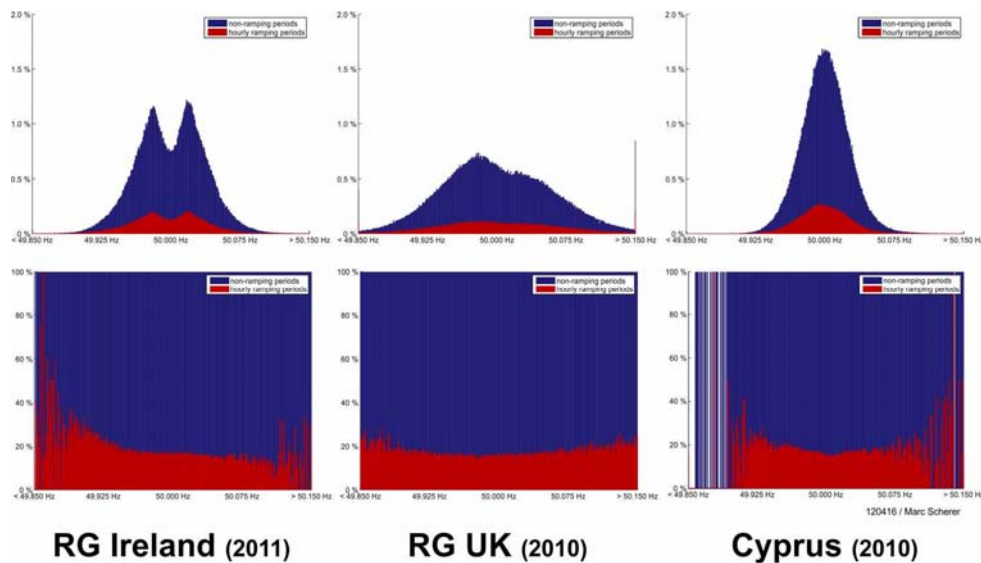 2.0 %
1.5 %
1.0 %
0.5 %
0 %
< 49.850 Hz 49.925 Hz 50.000 Hz 50.075 Hz > 50.150 Hz
non-ramping periods
hourly ramping periods
2.0 %
1.5 %
1.0 %
0.5 %
0 %
< 49.850 Hz 49.925 Hz 50.000 Hz 50.075 Hz > 50.150 Hz
non-ramping periods
hourly ramping periods
2.0 %
1.5 %
1.0 %
0.5 %
0 %
< 49.850 Hz 49.925 Hz 50.000 Hz 50.075 Hz > 50.150 Hz
non-ramping periods
hourly ramping periods
100 %
80 %
60 %
40 %
20 %
0 %
< 49.850 Hz 49.925 Hz 50.000 Hz 50.075 Hz > 50.150 Hz
non-ramping periods
hourly ramping periods
100 %
80 %
60 %
40 %
20 %
0 %
< 49.850 Hz 49.925 Hz 50.000 Hz 50.075 Hz > 50.150 Hz
non-ramping periods
hourly ramping periods
100 %
80 %
60 %
40 %
20 %
0 %
< 49.850 Hz 49.925 Hz 50.000 Hz 50.075 Hz > 50.150 Hz
non-ramping periods
hourly ramping periods
120416 / Marc Scherer
RG Ireland (2011) RG UK (2010) Cyprus (2010)